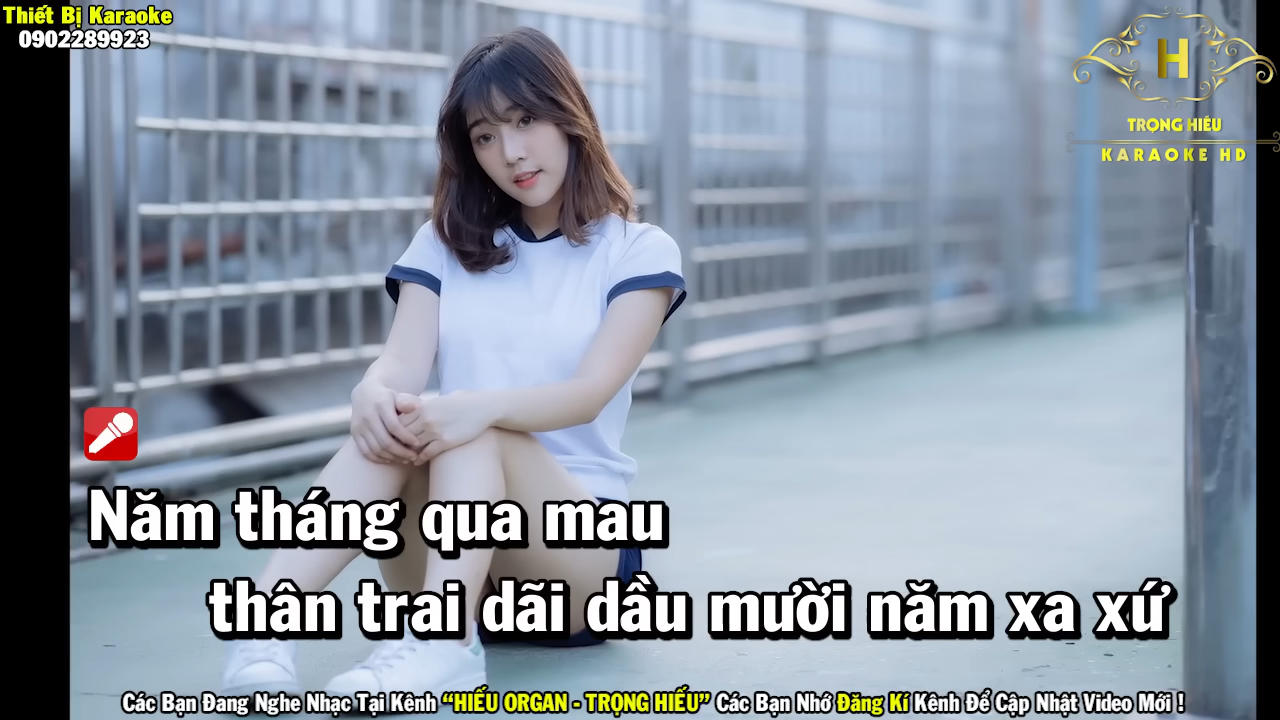 Thiết Bị Karaoke
0902289923
H
TRỌNG HIẾU
KARAOKE HD
Năm tháng qua mau
thân trai dãi dầu mười năm xa xứ
Các Bạn Đang Nghe Nhạc Tại Kênh “HIẾU ORGAN - TRỌNG HIẾU” Các Bạn Nhớ Đăng Kí Kênh Để Cập Nhật Video Mới !